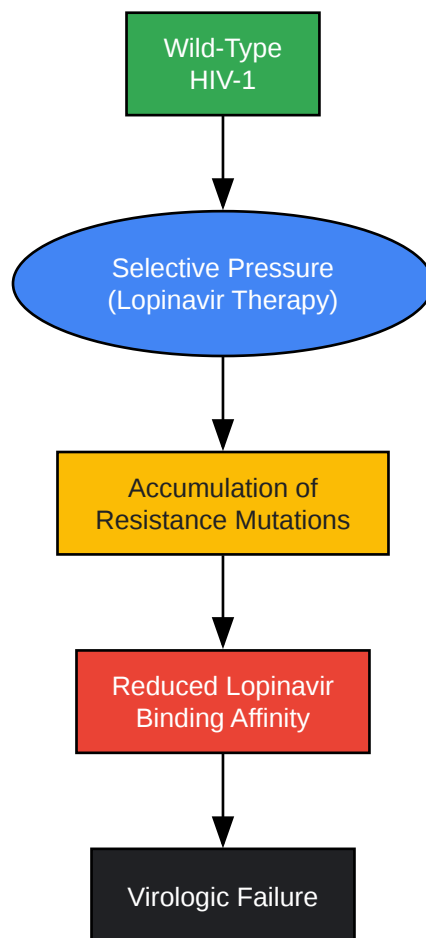 Wild-Type
HIV-1
Selective Pressure
(Lopinavir Therapy)
Accumulation of
Resistance Mutations
Reduced Lopinavir
Binding Affinity
Virologic Failure